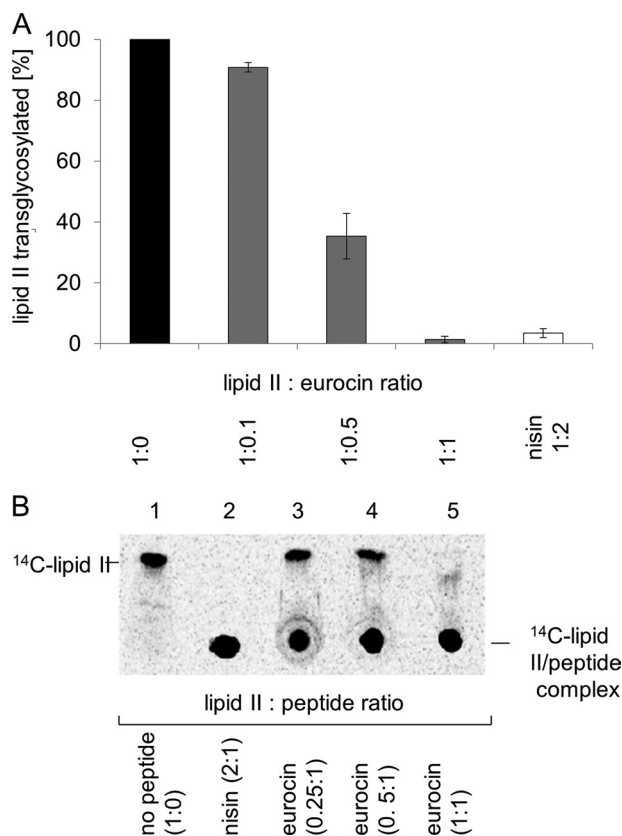 A
lipid II transglycosylated [%]
100
80
60
40
20
0
lipid II : eurocin ratio
1:0
1:0.1
1:0.5
1:1
nisin
1:2
B
1 2 3 4 5
¹⁴C-lipid II
¹⁴C-lipid
II/peptide
complex
lipid II : peptide ratio
no peptide
(1:0)
nisin (2:1)
eurocin
(0.25:1)
eurocin
(0. 5:1)
eurocin
(1:1)